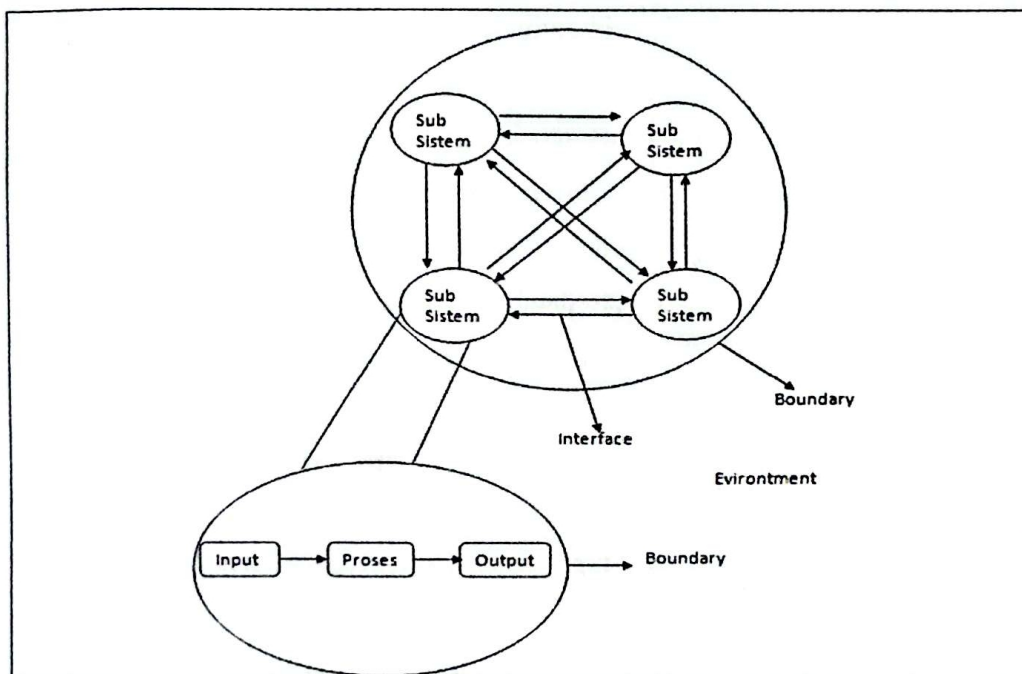 Sub
Sistem
Sub
Sistem
Sub
Sistem
Sub
Sistem
Boundary
Interface
Evirontment
Input
Proses
Output
Boundary